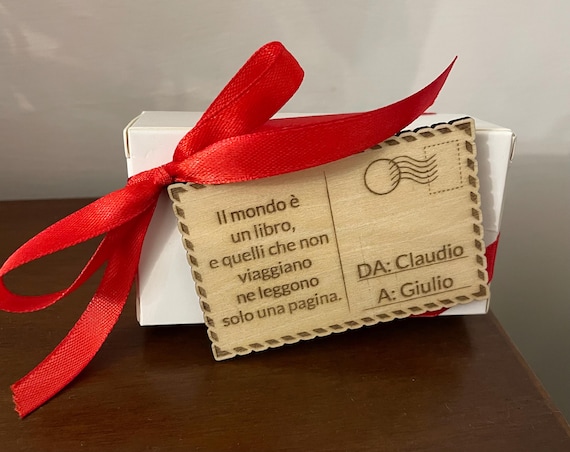 Il mondo è
un libro,
e quelli che non
viaggiano
ne leggono
solo una pagina.
DA: Claudio
A: Giulio